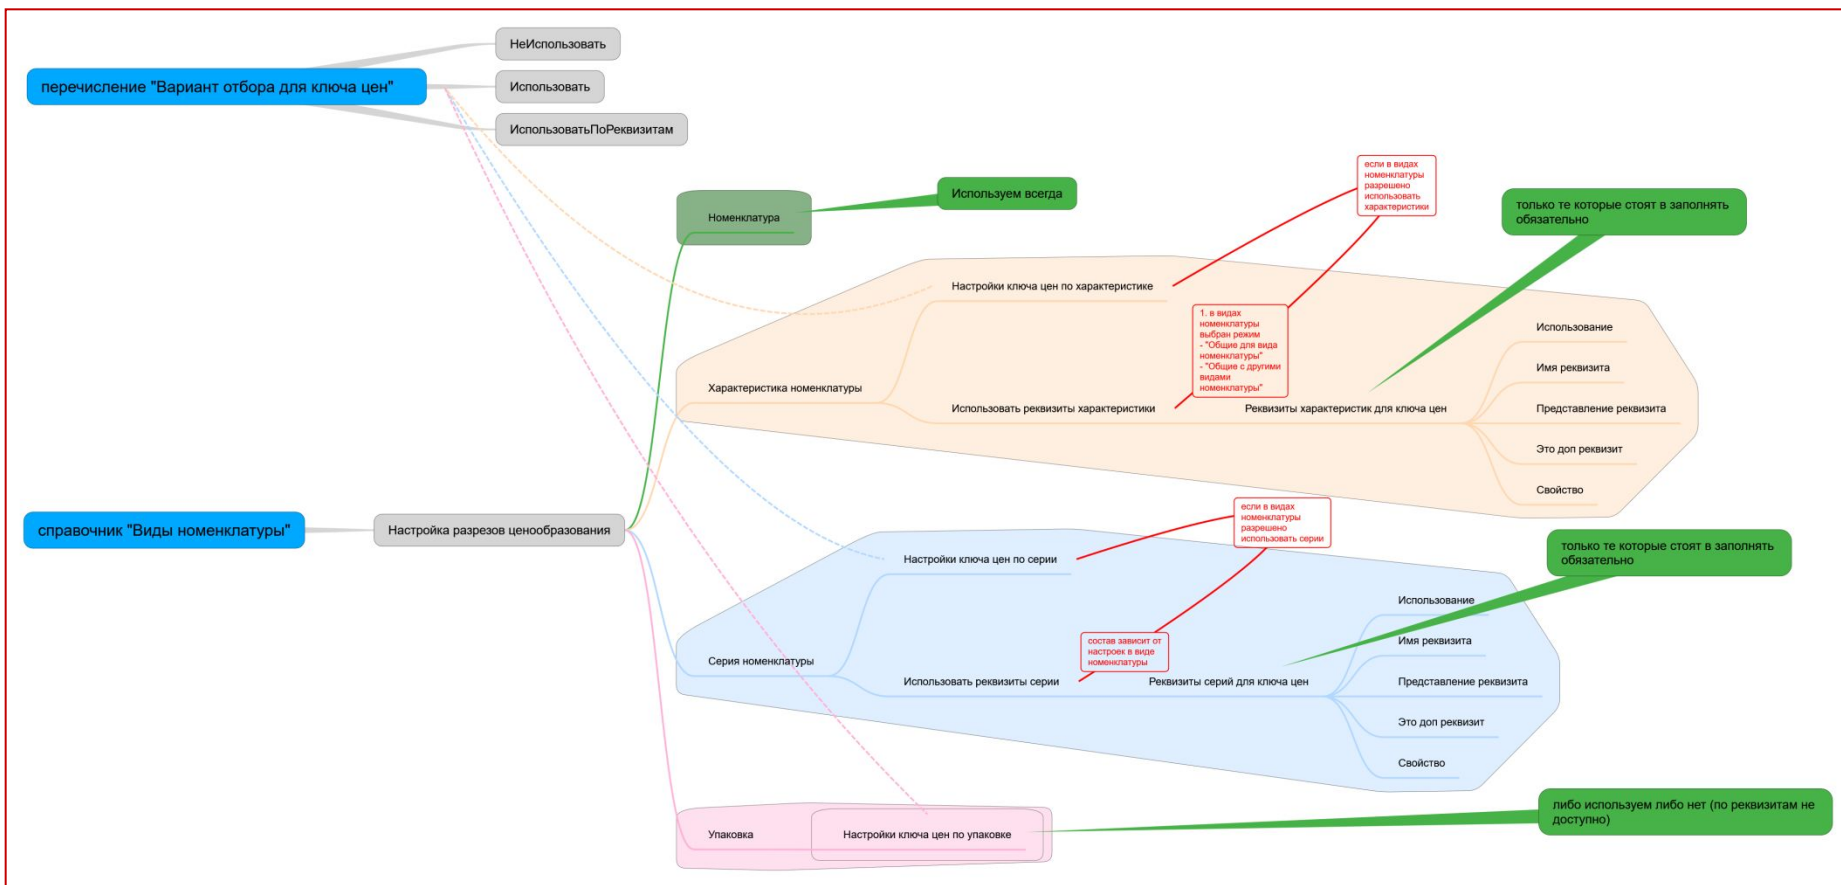 НеИспользовать
перечисление "Вариант отбора для ключа цен"
Использовать
ИспользоватьПоРеквизитам
Номенклатура
Используем всегда
если в видах
номенклатуры
разрешено
использовать
характеристики
только те которые стоят в заполнять
обязательно
Настройки ключа цен по характеристике
1. в видах
номенклатуры
выбран режим
- "Общие для вида
номенклатуры"
- "Общие с другими
видами
номенклатуры"
Характеристика номенклатуры
Использовать реквизиты характеристики
Реквизиты характеристик для ключа цен
Использование
Имя реквизита
Представление реквизита
Это доп реквизит
Свойство
справочник "Виды номенклатуры"
Настройка разрезов ценообразования
если в видах
номенклатуры
разрешено
использовать серии
только те которые стоят в заполнять
обязательно
Настройки ключа цен по серии
состав зависит от
настроек в виде
номенклатуры
Серия номенклатуры
Использовать реквизиты серии
Реквизиты серий для ключа цен
Использование
Имя реквизита
Представление реквизита
Это доп реквизит
Свойство
Упаковка
Настройки ключа цен по упаковке
либо используем либо нет (по реквизитам не
доступно)